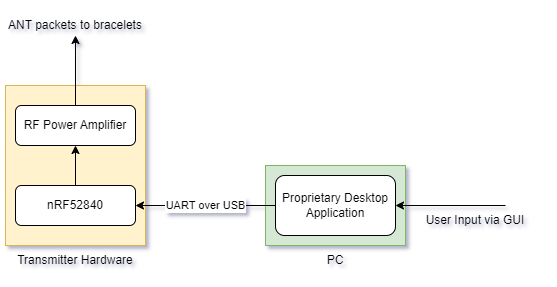 ANT packets to bracelets
RF Power Amplifier
nRF52840
UART over USB
Proprietary Desktop
Application
User Input via GUI
Transmitter Hardware
PC